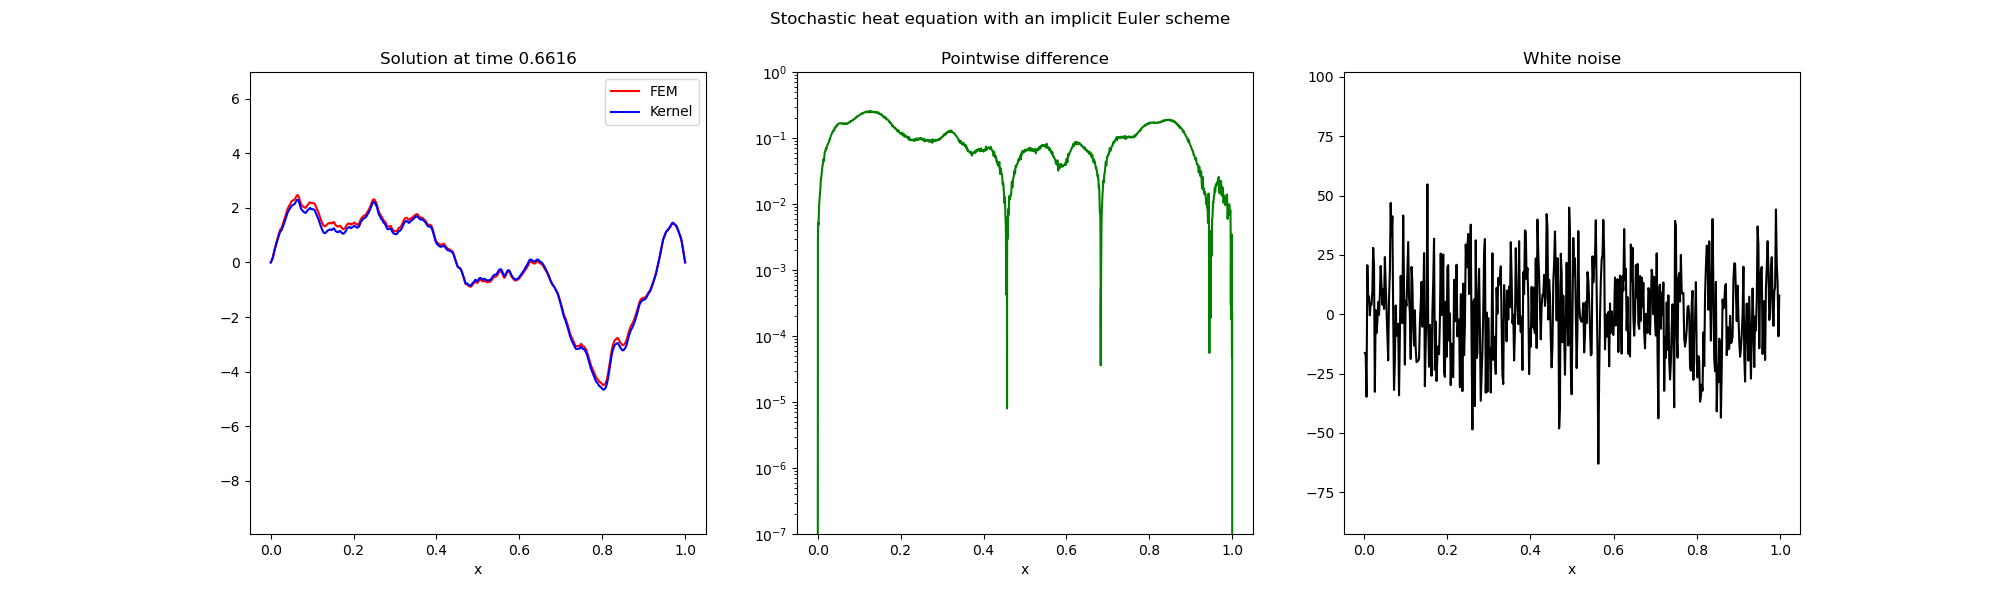 Stochastic heat equation with an implicit Euler scheme
Solution at time 0.6616
6
4
2
0
−2
−4
−6
−8
0.0 0.2 0.4 0.6 0.8 1.0
x
FEM
Kernel
Pointwise difference
10⁰
10⁻¹
10⁻²
10⁻³
10⁻⁴
10⁻⁵
10⁻⁶
10⁻⁷
0.0 0.2 0.4 0.6 0.8 1.0
x
White noise
100
75
50
25
0
−25
−50
−75
0.0 0.2 0.4 0.6 0.8 1.0
x